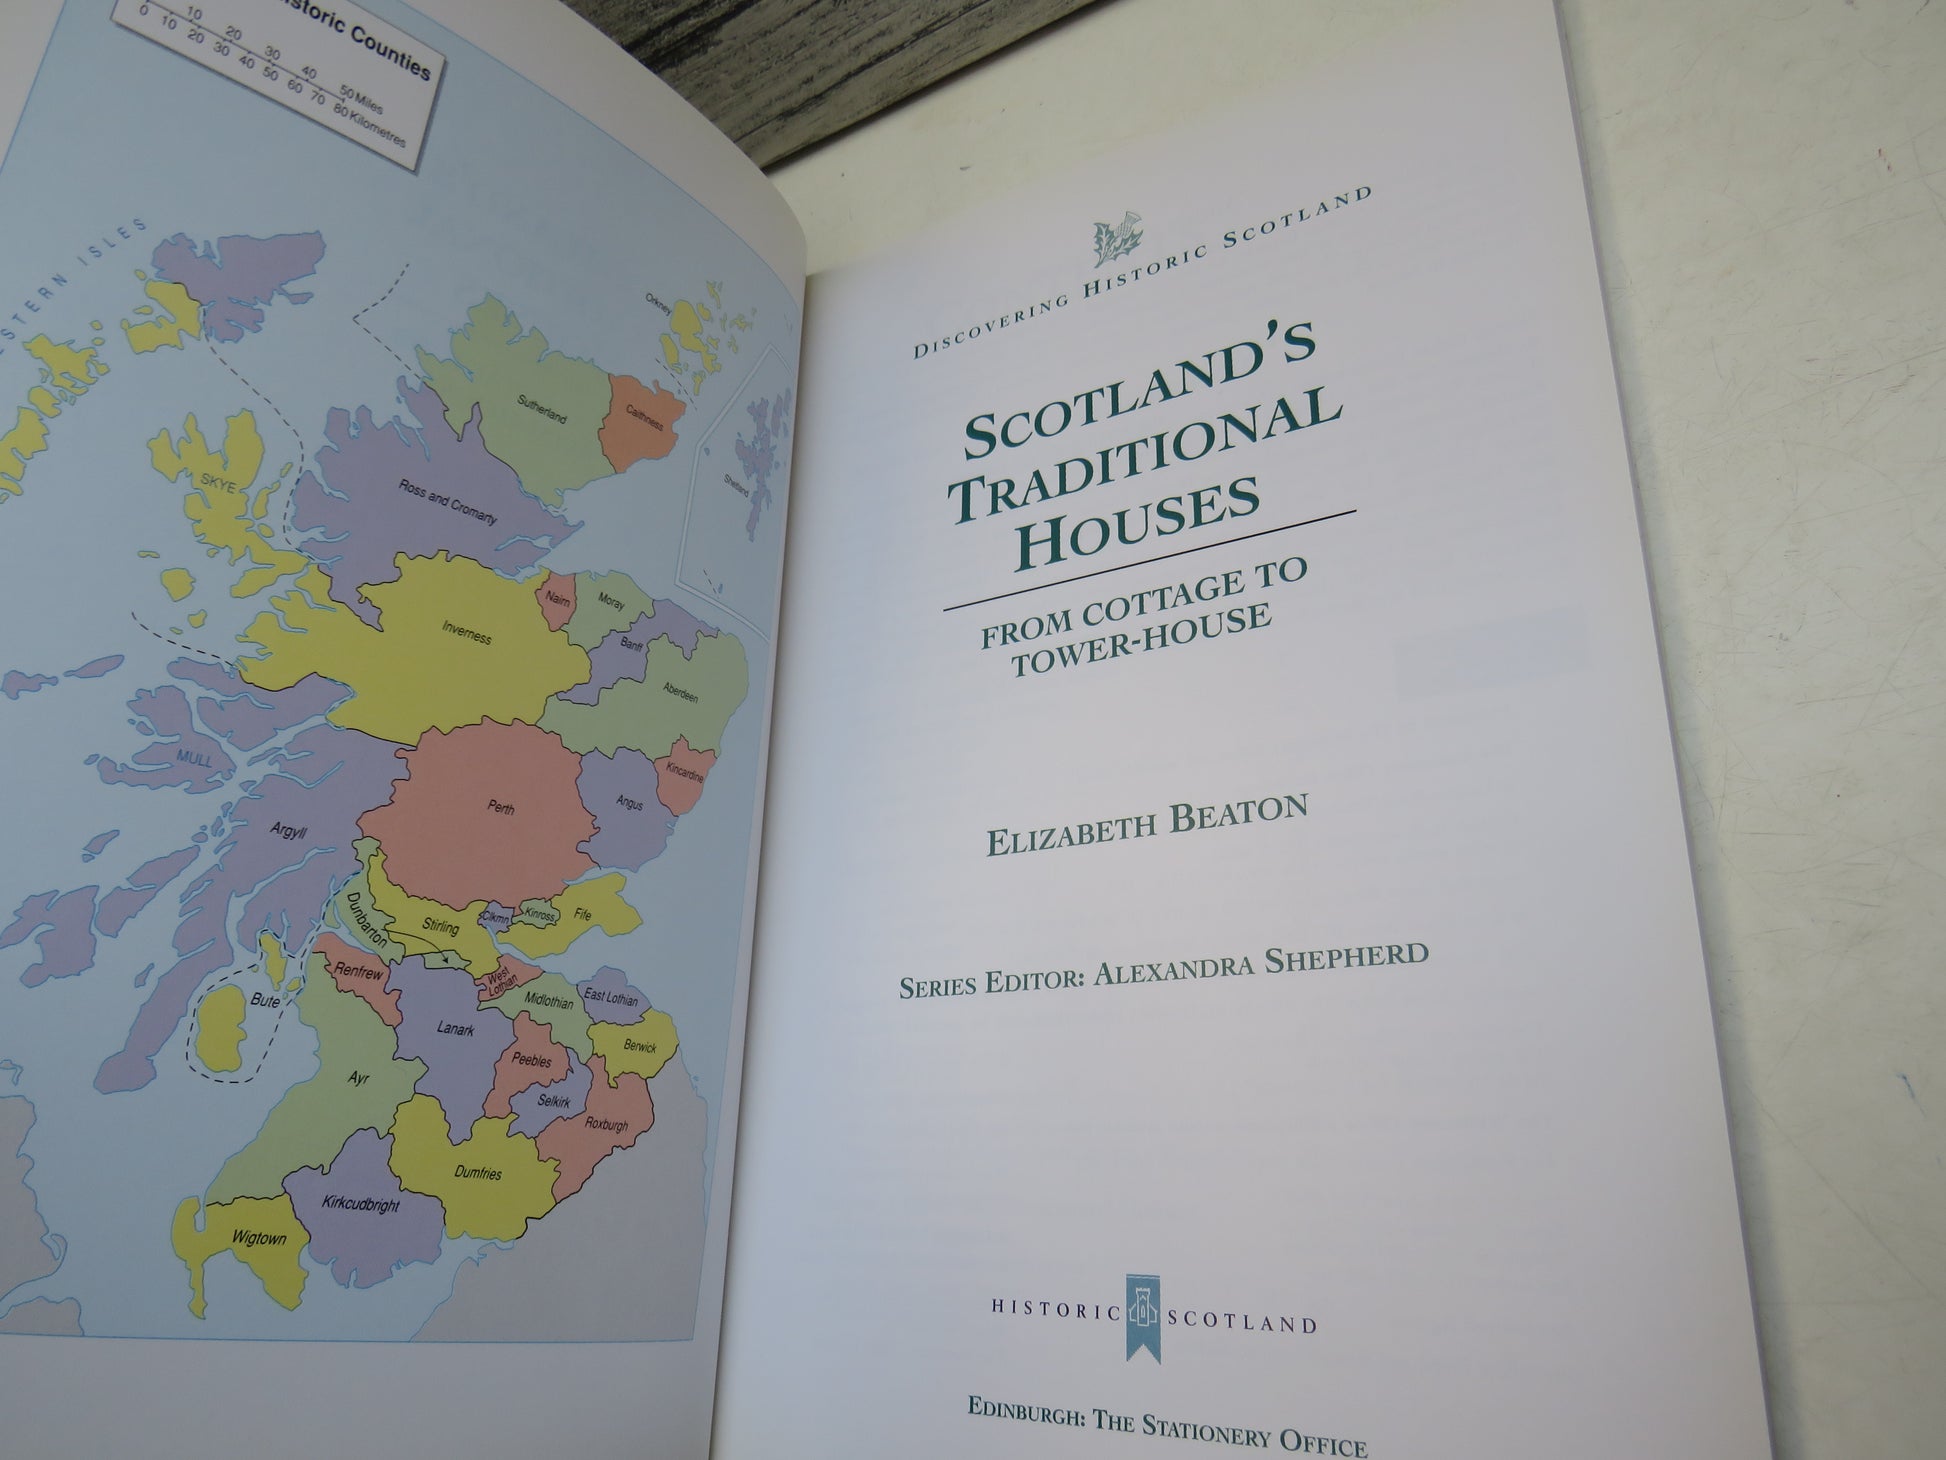 Historic Counties
0 10 20 30 40 50 Miles
0 10 20 30 40 50 60 70 80 Kilometres
ISLES
Orkney
Shetland
Sutherland
Caithness
SKYE
Ross and Cromarty
Nairn
Moray
Inverness
Banff
Aberdeen
MULL
Kincardine
Perth
Angus
Argyll
Dunbarton
Stirling
Clkmn
Kinross
Fife
Renfrew
West
Lothian
Midlothian
East Lothian
Bute
Lanark
Berwick
Peebles
Ayr
Selkirk
Roxburgh
Dumfries
Kirkcudbright
Wigtown
DISCOVERING HISTORIC SCOTLAND
SCOTLAND'S
TRADITIONAL
HOUSES
FROM COTTAGE TO
TOWER-HOUSE
ELIZABETH BEATON
SERIES EDITOR: ALEXANDRA SHEPHERD
HISTORIC SCOTLAND
EDINBURGH: THE STATIONERY OFFICE